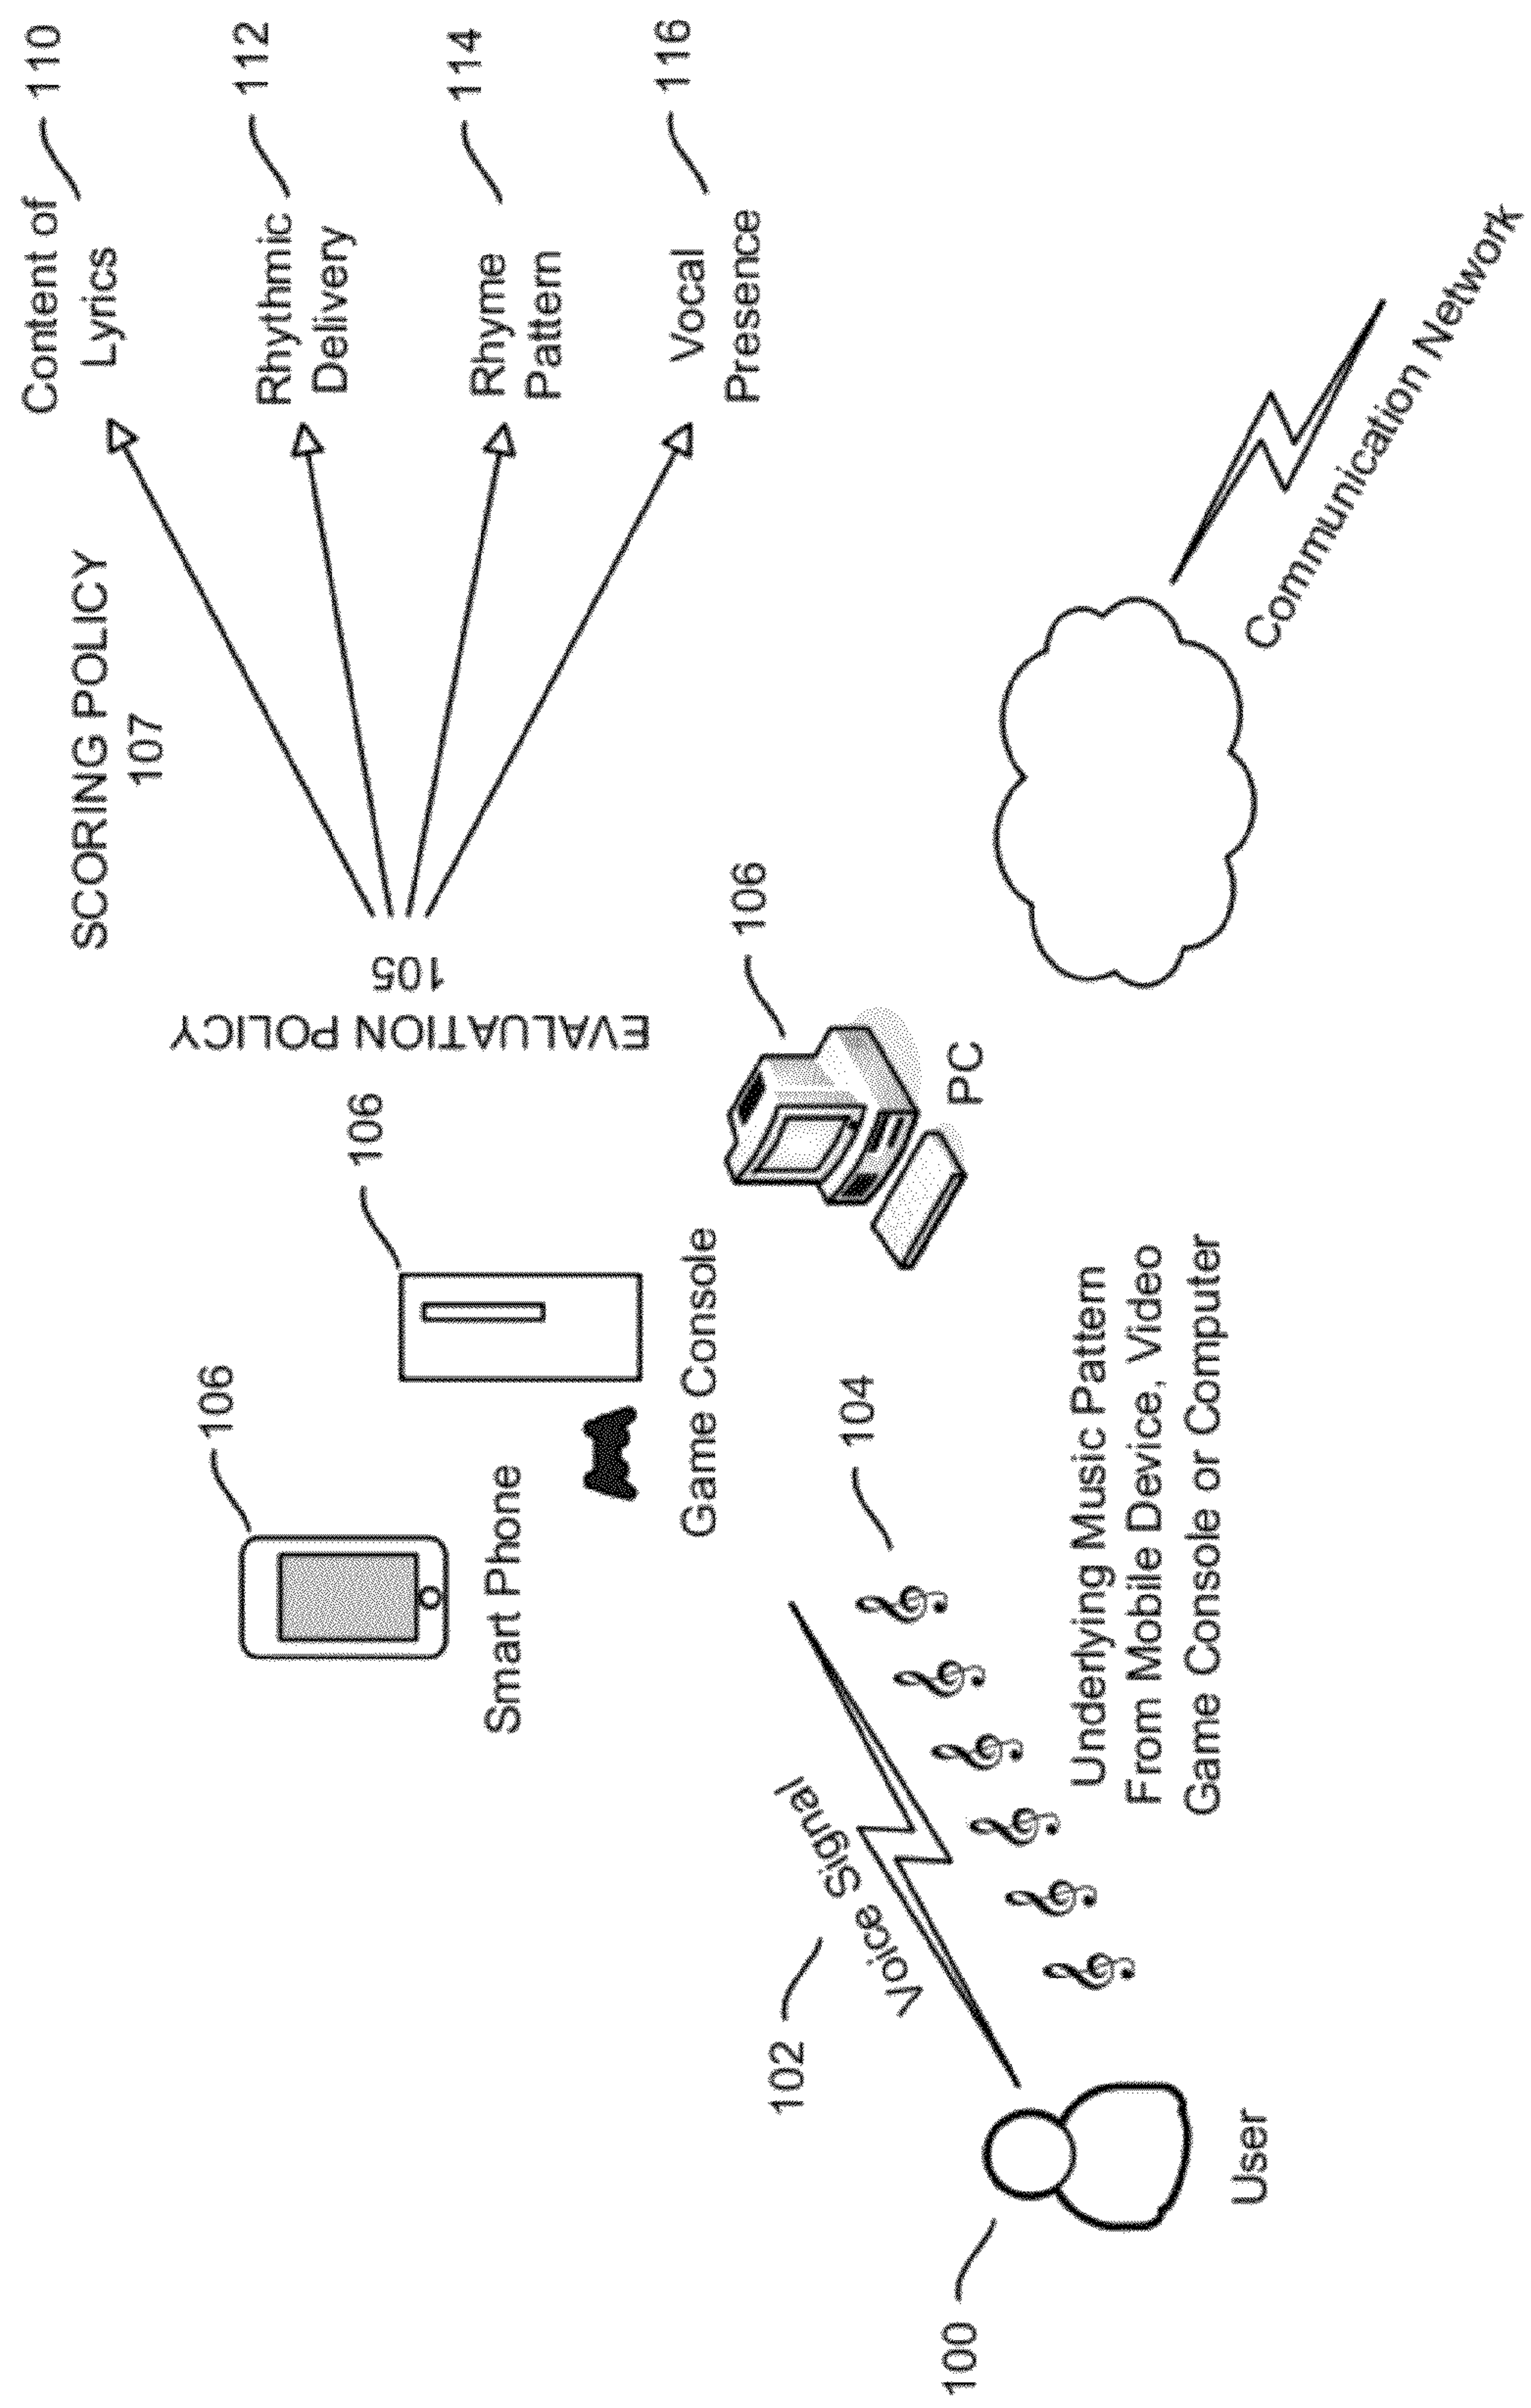 SCORING POLICY
107
Content of
Lyrics
110
Rhythmic
Delivery
112
Rhyme
Pattern
114
Vocal
Presence
116
EVALUATION POLICY
105
106
Smart Phone
106
Game Console
106
PC
102
Voice Signal
104
Underlying Music Pattern
From Mobile Device, Video
Game Console or Computer
100
User
Communication Network